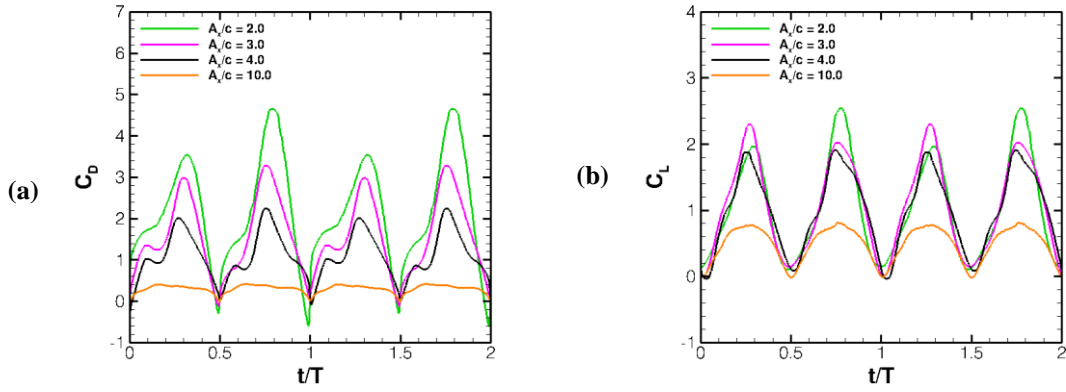 (a)
C_D
7
6
5
4
3
2
1
0
-1
A_x/c = 2.0
A_x/c = 3.0
A_x/c = 4.0
A_x/c = 10.0
0
0.5
1
1.5
2
t/T
(b)
C_L
4
3
2
1
0
-1
A_x/c = 2.0
A_x/c = 3.0
A_x/c = 4.0
A_x/c = 10.0
0
0.5
1
1.5
2
t/T